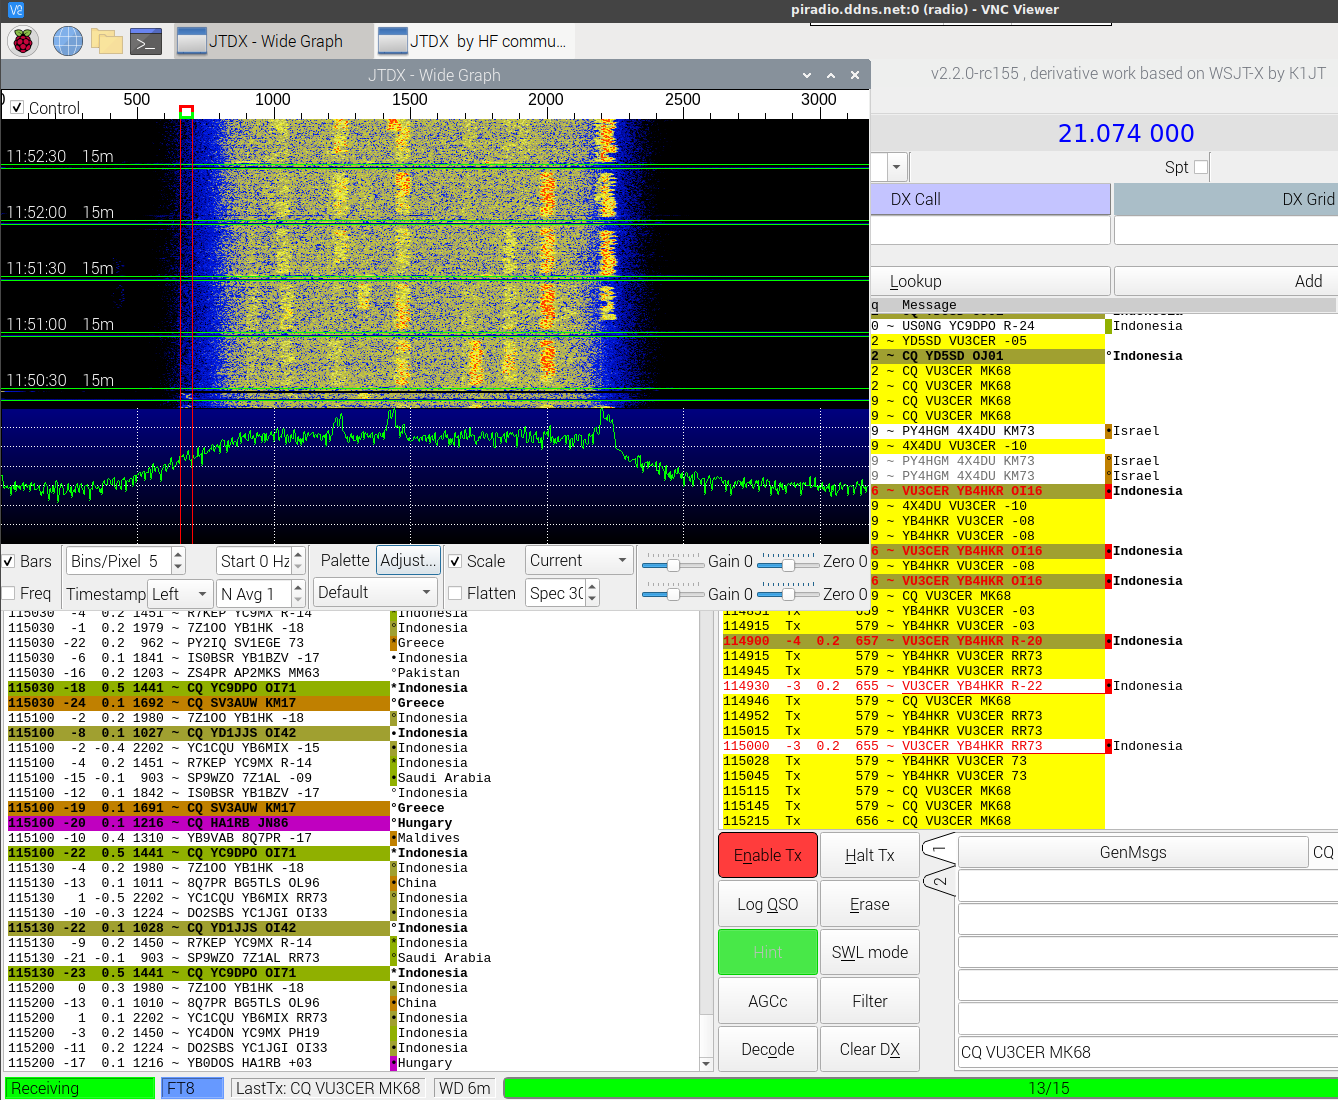 piradio.ddns.net:0 (radio) - VNC Viewer
JTDX - Wide Graph
JTDX by HF commu...
JTDX - Wide Graph
v2.2.0-rc155 , derivative work based on WSJT-X by K1JT
Control
500 1000 1500 2000 2500 3000
21.074 000
Spt
11:52:30 15m
11:52:00 15m
11:51:30 15m
11:51:00 15m
11:50:30 15m
DX Call
DX Grid
Lookup
Add
q Message
0 ~ US0NG YC9DPO R-24 Indonesia
2 ~ YD5SD VU3CER -05
2 ~ CQ YD5SD OJ01 °Indonesia
2 ~ CQ VU3CER MK68
2 ~ CQ VU3CER MK68
9 ~ CQ VU3CER MK68
9 ~ CQ VU3CER MK68
9 ~ PY4HGM 4X4DU KM73 Israel
9 ~ 4X4DU VU3CER -10
9 ~ PY4HGM 4X4DU KM73 °Israel
9 ~ PY4HGM 4X4DU KM73 °Israel
6 ~ VU3CER YB4HKR OI16 Indonesia
9 ~ 4X4DU VU3CER -10
9 ~ YB4HKR VU3CER -08
9 ~ YB4HKR VU3CER -08
6 ~ VU3CER YB4HKR OI16 Indonesia
9 ~ YB4HKR VU3CER -08
6 ~ VU3CER YB4HKR OI16 Indonesia
9 ~ CQ VU3CER MK68
Bars
Bins/Pixel 5
Start 0 Hz
Palette
Adjust...
Scale
Current
Gain 0
Zero 0
Freq
Timestamp
Left
N Avg 1
Default
Flatten
Spec 30
Gain 0
Zero 0
115030 -4 0.2 1451 ~ R7KEP YC9MX R-14 *Indonesia
115030 -1 0.2 1979 ~ 7Z1OO YB1HK -18 °Indonesia
115030 -22 0.2 962 ~ PY2IQ SV1EGE 73 *Greece
115030 -6 0.1 1841 ~ IS0BSR YB1BZV -17 •Indonesia
115030 -16 0.2 1203 ~ ZS4PR AP2MKS MM63 °Pakistan
115030 -18 0.5 1441 ~ CQ YC9DPO OI71 *Indonesia
115030 -24 0.1 1692 ~ CQ SV3AUW KM17 °Greece
115100 -2 0.2 1980 ~ 7Z1OO YB1HK -18 °Indonesia
115100 -8 0.1 1027 ~ CQ YD1JJS OI42 •Indonesia
115100 -2 -0.4 2202 ~ YC1CQU YB6MIX -15 •Indonesia
115100 -4 0.2 1451 ~ R7KEP YC9MX R-14 *Indonesia
115100 -15 -0.1 903 ~ SP9WZO 7Z1AL -09 •Saudi Arabia
115100 -12 0.1 1842 ~ IS0BSR YB1BZV -17 °Indonesia
115100 -19 0.1 1691 ~ CQ SV3AUW KM17 °Greece
115100 -20 0.1 1216 ~ CQ HA1RB JN86 °Hungary
115100 -10 0.4 1310 ~ YB9VAB 8Q7PR -17 •Maldives
115100 -22 0.5 1441 ~ CQ YC9DPO OI71 *Indonesia
115130 -4 0.2 1980 ~ 7Z1OO YB1HK -18 °Indonesia
115130 -13 0.1 1011 ~ 8Q7PR BG5TLS OL96 •China
115130 1 -0.5 2202 ~ YC1CQU YB6MIX RR73 °Indonesia
115130 -10 -0.3 1224 ~ DO2SBS YC1JGI OI33 •Indonesia
115130 -22 0.1 1028 ~ CQ YD1JJS OI42 °Indonesia
115130 -9 0.2 1450 ~ R7KEP YC9MX R-14 *Indonesia
115130 -21 -0.1 903 ~ SP9WZO 7Z1AL RR73 °Saudi Arabia
115130 -23 0.5 1441 ~ CQ YC9DPO OI71 *Indonesia
115200 0 0.3 1980 ~ 7Z1OO YB1HK -18 •Indonesia
115200 -13 0.1 1010 ~ 8Q7PR BG5TLS OL96 •China
115200 1 0.1 2202 ~ YC1CQU YB6MIX RR73 •Indonesia
115200 -3 0.2 1450 ~ YC4DON YC9MX PH19 Indonesia
115200 -11 0.2 1224 ~ DO2SBS YC1JGI OI33 •Indonesia
115200 -17 0.1 1216 ~ YB0DOS HA1RB +03 •Hungary
114851 Tx 659 ~ YB4HKR VU3CER -03
114915 Tx 579 ~ YB4HKR VU3CER -03
114900 -4 0.2 657 ~ VU3CER YB4HKR R-20 Indonesia
114915 Tx 579 ~ YB4HKR VU3CER RR73
114945 Tx 579 ~ YB4HKR VU3CER RR73
114930 -3 0.2 655 ~ VU3CER YB4HKR R-22 Indonesia
114946 Tx 579 ~ CQ VU3CER MK68
114952 Tx 579 ~ YB4HKR VU3CER RR73
115015 Tx 579 ~ YB4HKR VU3CER RR73
115000 -3 0.2 655 ~ VU3CER YB4HKR RR73 Indonesia
115028 Tx 579 ~ YB4HKR VU3CER 73
115045 Tx 579 ~ YB4HKR VU3CER 73
115115 Tx 579 ~ CQ VU3CER MK68
115145 Tx 579 ~ CQ VU3CER MK68
115215 Tx 656 ~ CQ VU3CER MK68
Enable Tx
Halt Tx
1
2
GenMsgs
CQ
Log QSO
Erase
Hint
SWL mode
AGCc
Filter
Decode
Clear DX
CQ VU3CER MK68
Receiving
FT8
LastTx: CQ VU3CER MK68
WD 6m
13/15